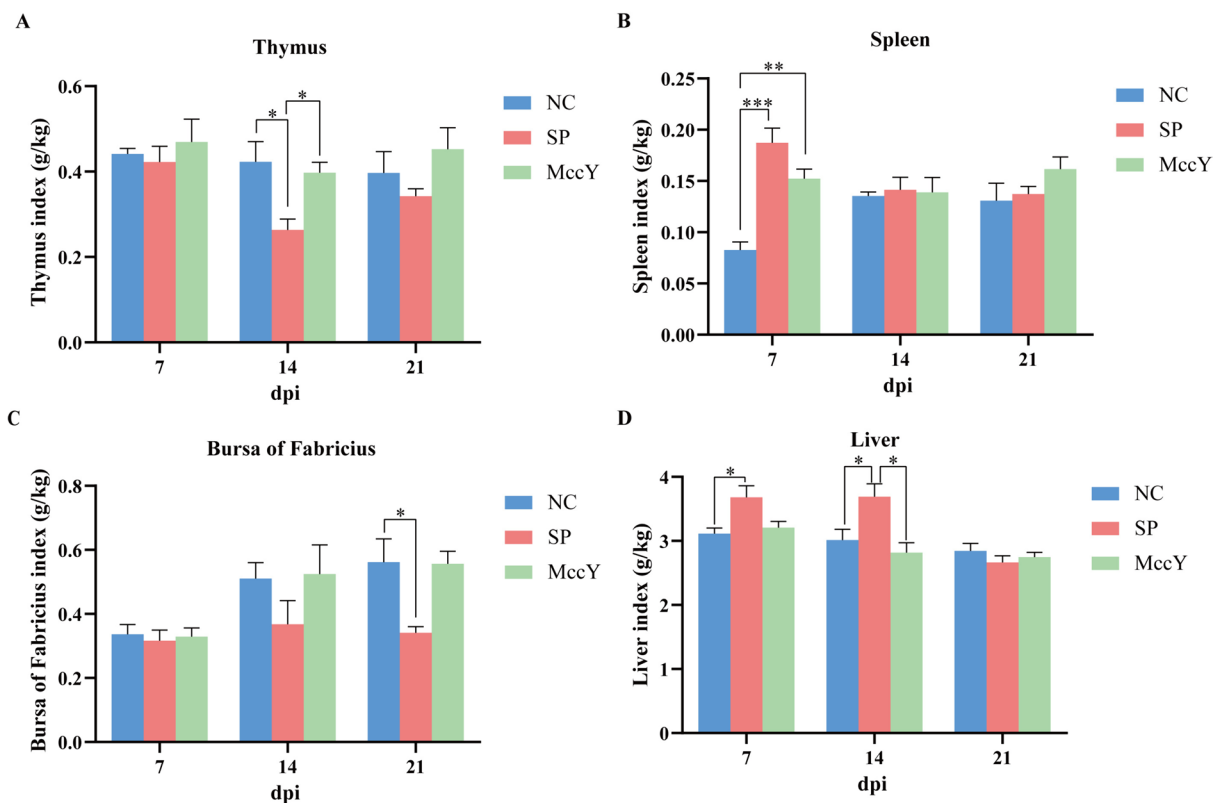 A
Thymus
Thymus index (g/kg)
0.6
0.4
0.2
0.0
*
*
NC
SP
MccY
7
14
21
dpi
B
Spleen
Spleen index (g/kg)
0.25
0.20
0.15
0.10
0.05
0.00
**
***
NC
SP
MccY
7
14
21
dpi
C
Bursa of Fabricius
Bursa of Fabricius index (g/kg)
0.8
0.6
0.4
0.2
0.0
*
NC
SP
MccY
7
14
21
dpi
D
Liver
Liver index (g/kg)
4
3
2
1
0
*
*
*
NC
SP
MccY
7
14
21
dpi